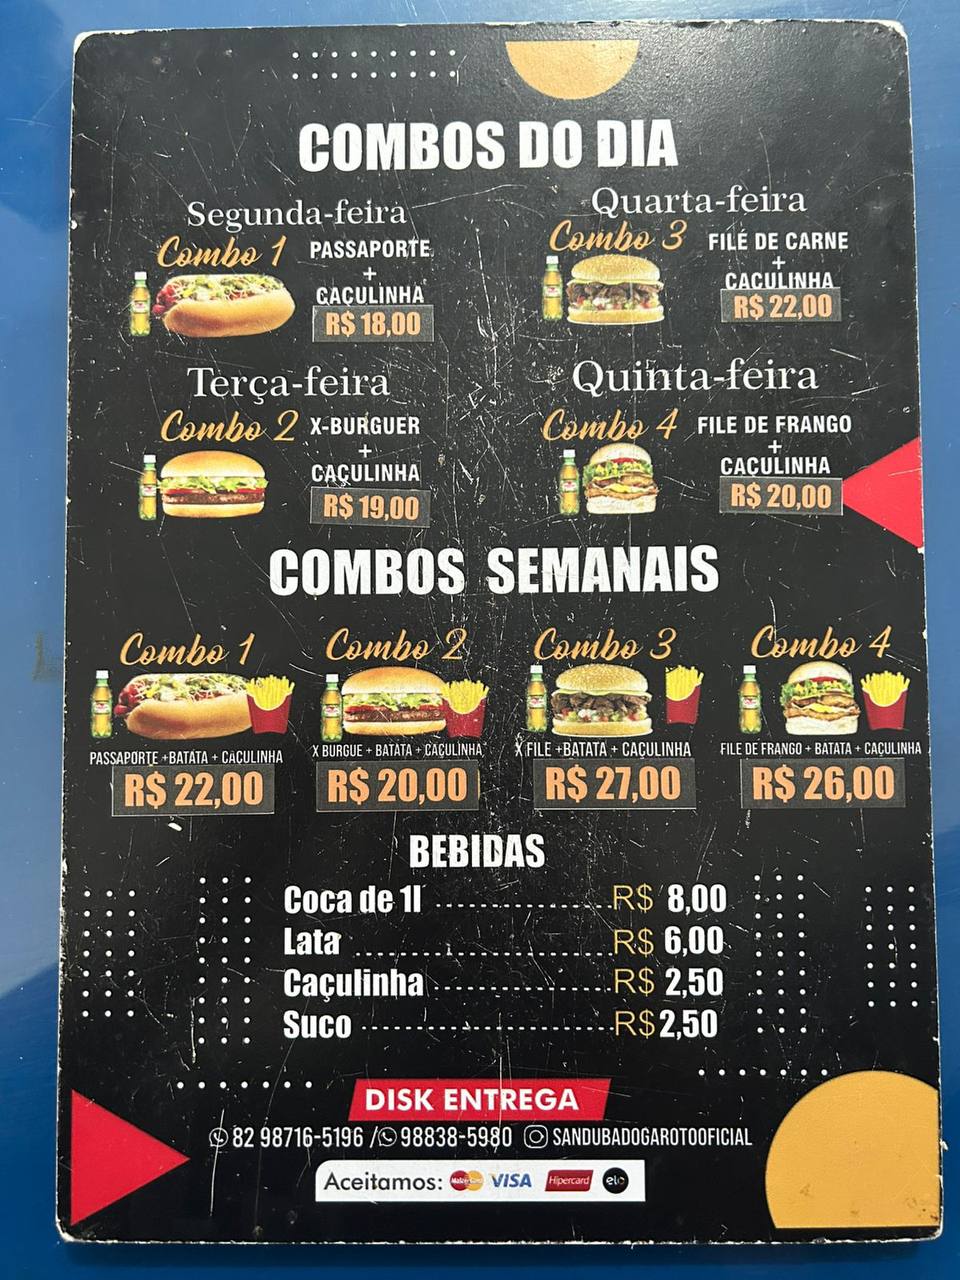 COMBOS DO DIA
Segunda-feira
Combo 1
PASSAPORTE
+
CAÇULINHA
R$ 18,00
Quarta-feira
Combo 3
FILÉ DE CARNE
+
CAÇULINHA
R$ 22,00
Terça-feira
Combo 2
X-BURGUER
+
CAÇULINHA
R$ 19,00
Quinta-feira
Combo 4
FILE DE FRANGO
+
CAÇULINHA
R$ 20,00
COMBOS SEMANAIS
Combo 1
PASSAPORTE +BATATA + CAÇULINHA
R$ 22,00
Combo 2
X BURGUE + BATATA + CAÇULINHA
R$ 20,00
Combo 3
X FILE +BATATA + CAÇULINHA
R$ 27,00
Combo 4
FILE DE FRANGO + BATATA + CAÇULINHA
R$ 26,00
BEBIDAS
Coca de 1l ........................ R$ 8,00
Lata ........................ R$ 6,00
Caçulinha ........................ R$ 2,50
Suco ........................ R$ 2,50
DISK ENTREGA
82 98716-5196 / 98838-5980 SANDUBADOGAROTOOFICIAL
Aceitamos: MasterCard VISA Hipercard elo